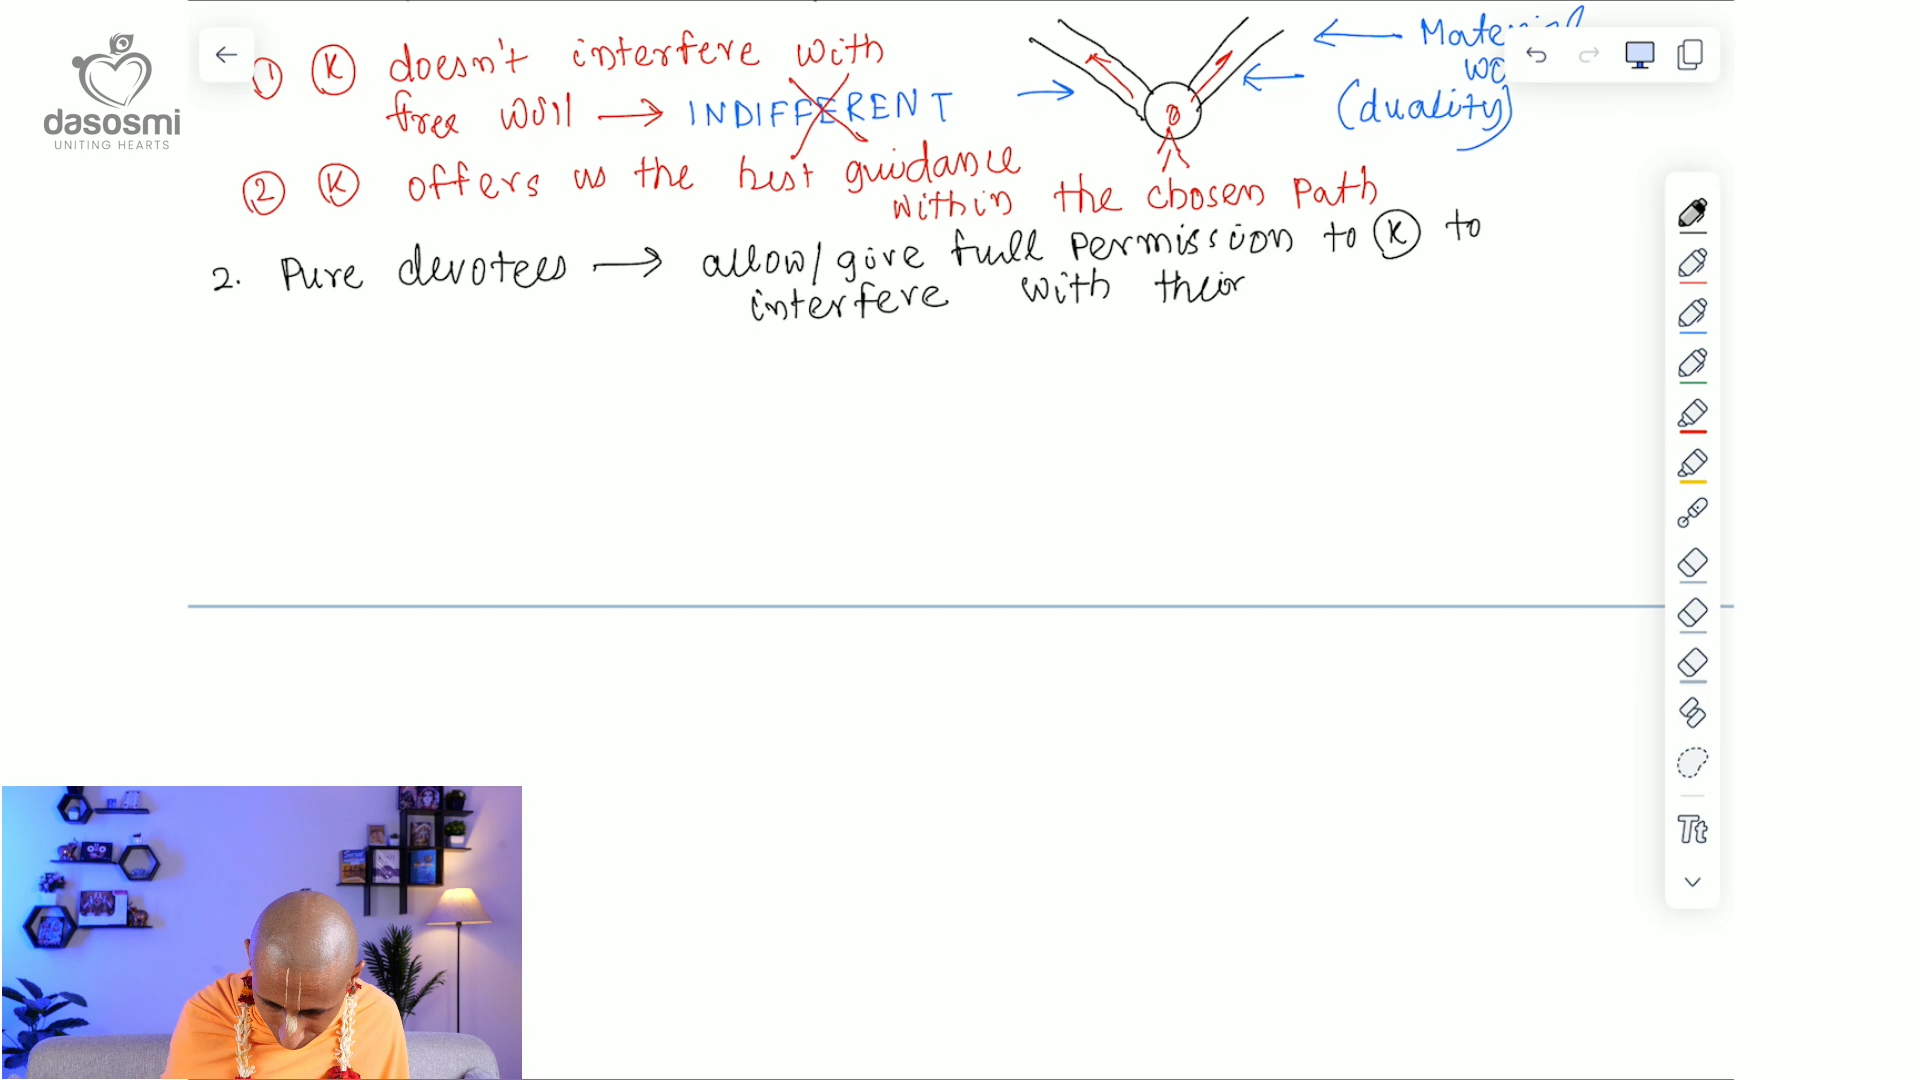 dasosmi
UNITING HEARTS
① Ⓚ doesn't interfere with
free will → INDIFFERENT
② Ⓚ offers us the best guidance
within the chosen path
(duality)
2. Pure devotees → allow/give full permission to Ⓚ to
interfere with their
Tt